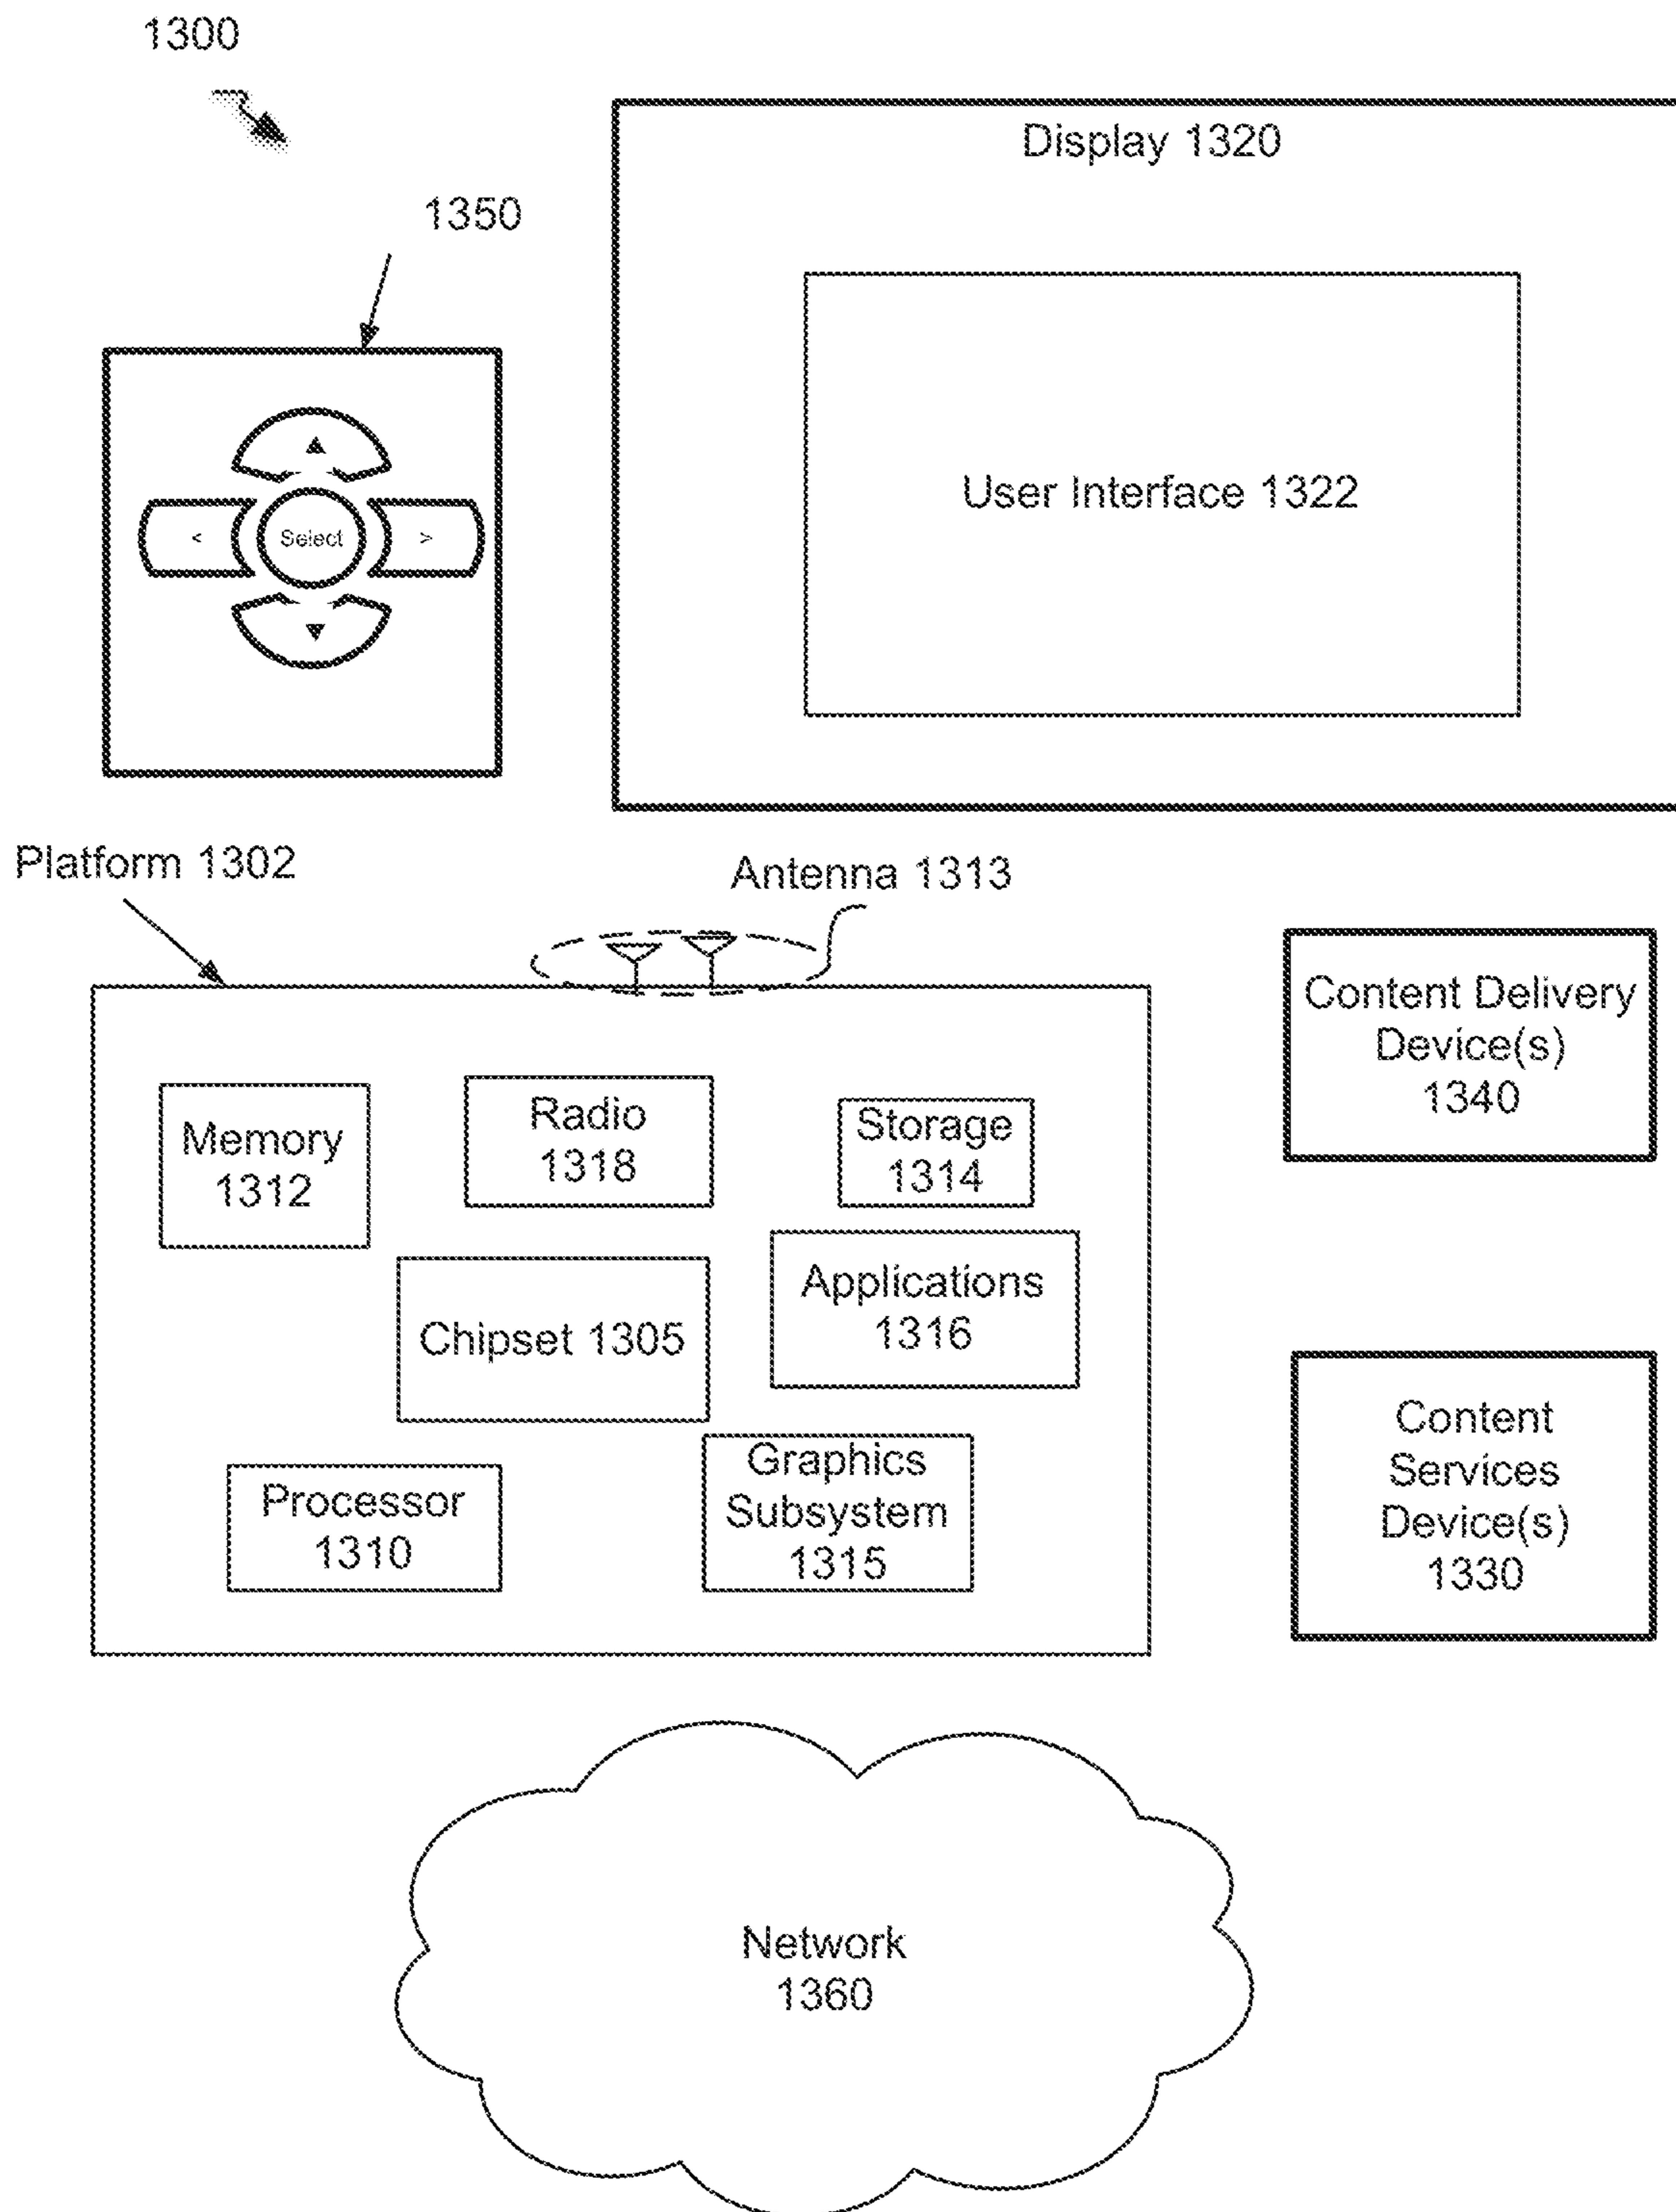 1300
Display 1320
1350
User Interface 1322
<
Select
>
Platform 1302
Antenna 1313
Content Delivery
Device(s)
1340
Memory
1312
Radio
1318
Storage
1314
Applications
1316
Chipset 1305
Content
Services
Device(s)
1330
Processor
1310
Graphics
Subsystem
1315
Network
1360